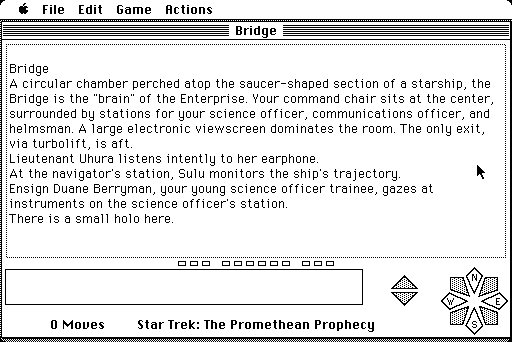 File Edit Game Actions
Bridge
Bridge
A circular chamber perched atop the saucer-shaped section of a starship, the
Bridge is the "brain" of the Enterprise. Your command chair sits at the center,
surrounded by stations for your science officer, communications officer, and
helmsman. A large electronic viewscreen dominates the room. The only exit,
via turbolift, is aft.
Lieutenant Uhura listens intently to her earphone.
At the navigator's station, Sulu monitors the ship's trajectory.
Ensign Duane Berryman, your young science officer trainee, gazes at
instruments on the science officer's station.
There is a small holo here.
N
W E
S
0 Moves Star Trek: The Promethean Prophecy